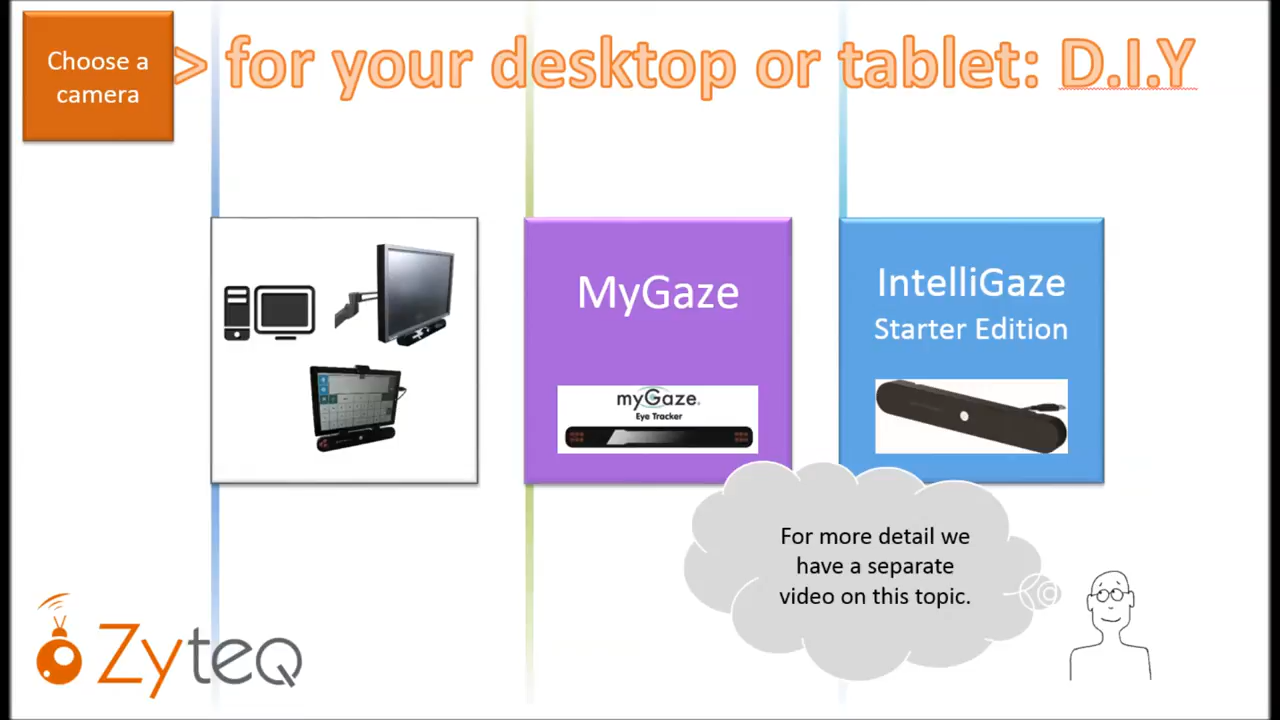 Choose a
camera
> for your desktop or tablet: D.I.Y
MyGaze
myGaze®
Eye Tracker
IntelliGaze
Starter Edition
For more detail we
have a separate
video on this topic.
Zyteq